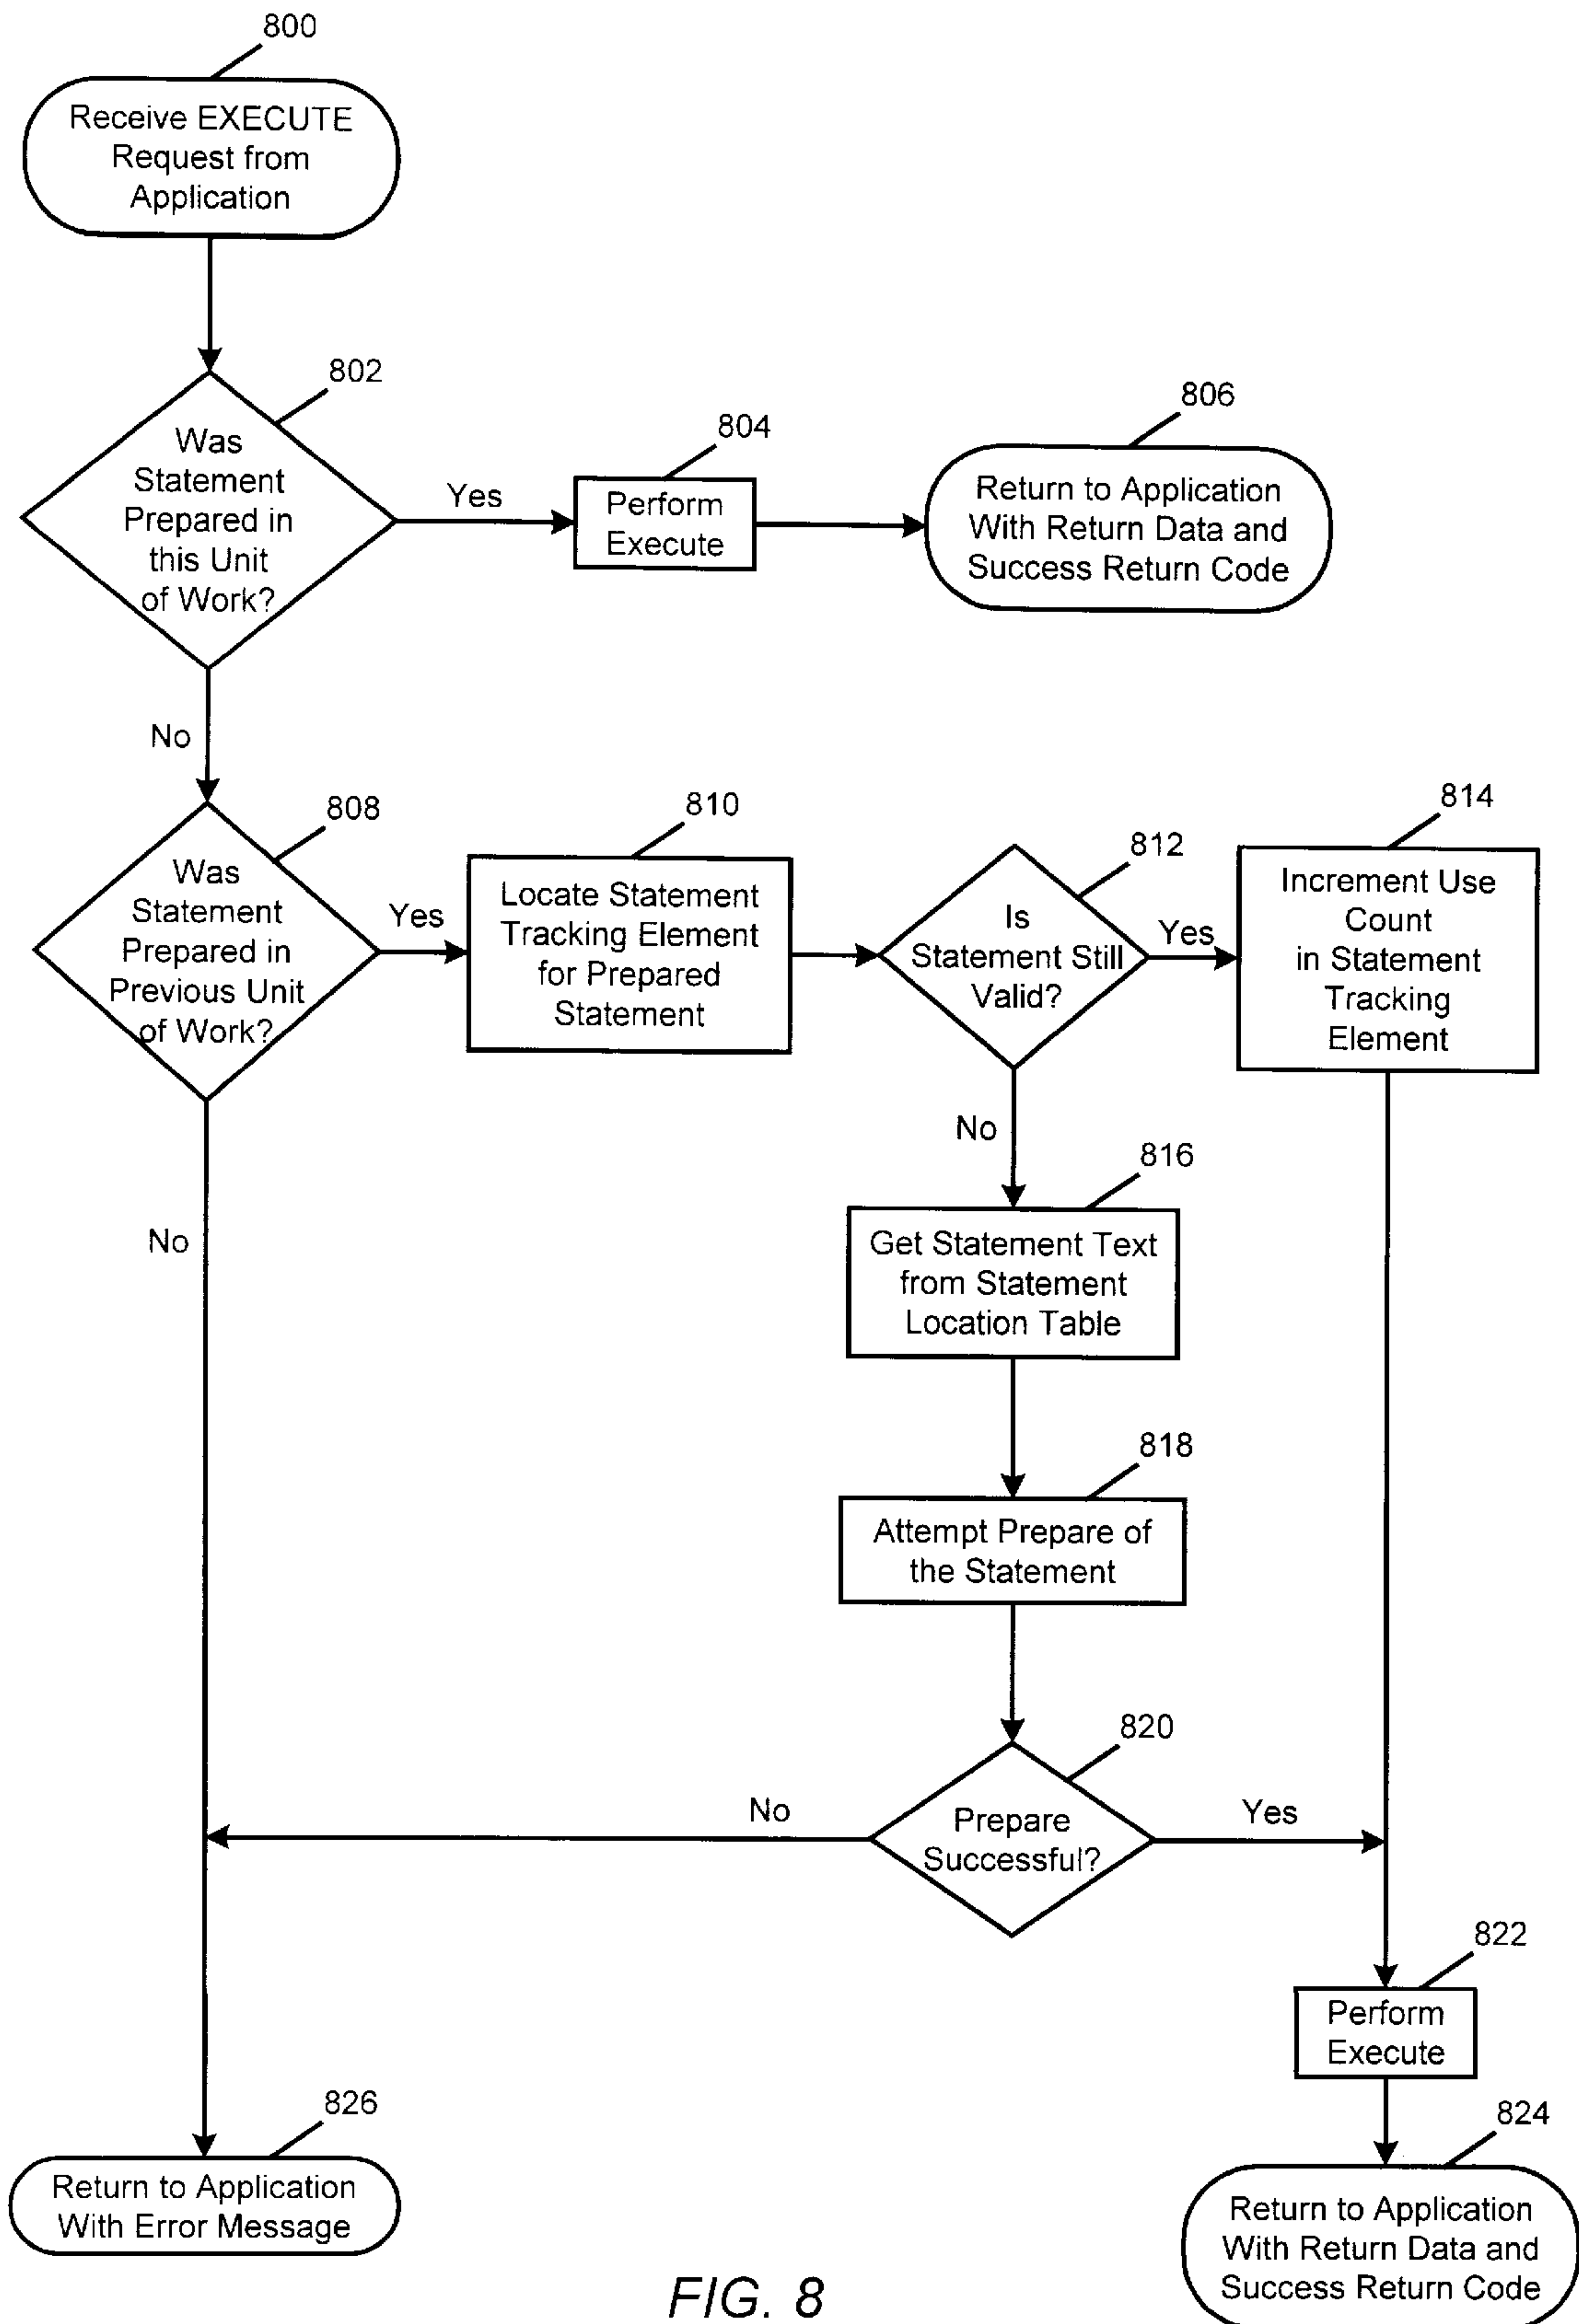 800
Receive EXECUTE
Request from
Application
802
Was
Statement
Prepared in
this Unit
of Work?
Yes
804
Perform
Execute
806
Return to Application
With Return Data and
Success Return Code
No
808
Was
Statement
Prepared in
Previous Unit
of Work?
Yes
810
Locate Statement
Tracking Element
for Prepared
Statement
812
Is
Statement Still
Valid?
Yes
814
Increment Use
Count
in Statement
Tracking
Element
No
816
Get Statement Text
from Statement
Location Table
No
818
Attempt Prepare of
the Statement
820
Prepare
Successful?
No
Yes
822
Perform
Execute
824
Return to Application
With Return Data and
Success Return Code
826
Return to Application
With Error Message
FIG. 8